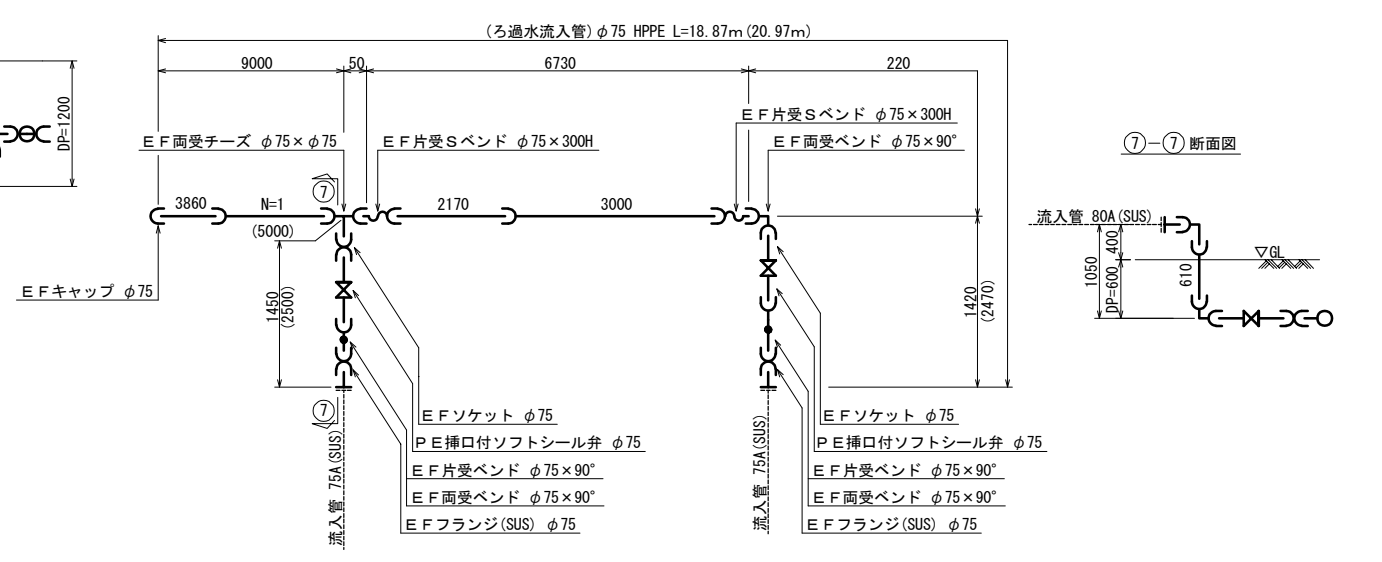 (ろ過水流入管) φ75 HPPE L=18.87m(20.97m)
9000
50
6730
220
DP=1200
EF両受チーズ φ75×φ75
EF片受Sベンド φ75×300H
EF片受Sベンド φ75×300H
EF両受ベンド φ75×90°
⑦-⑦ 断面図
⑦
3860
N=1
(5000)
2170
3000
EFキャップ φ75
1450
(2500)
1420
(2470)
⑦
流入管 75A(SUS)
EFソケット φ75
PE挿口付ソフトシール弁 φ75
EF片受ベンド φ75×90°
EF両受ベンド φ75×90°
EFフランジ(SUS) φ75
流入管 75A(SUS)
EFソケット φ75
PE挿口付ソフトシール弁 φ75
EF片受ベンド φ75×90°
EF両受ベンド φ75×90°
EFフランジ(SUS) φ75
流入管 80A(SUS)
400
▽GL
1050
DP=600
610